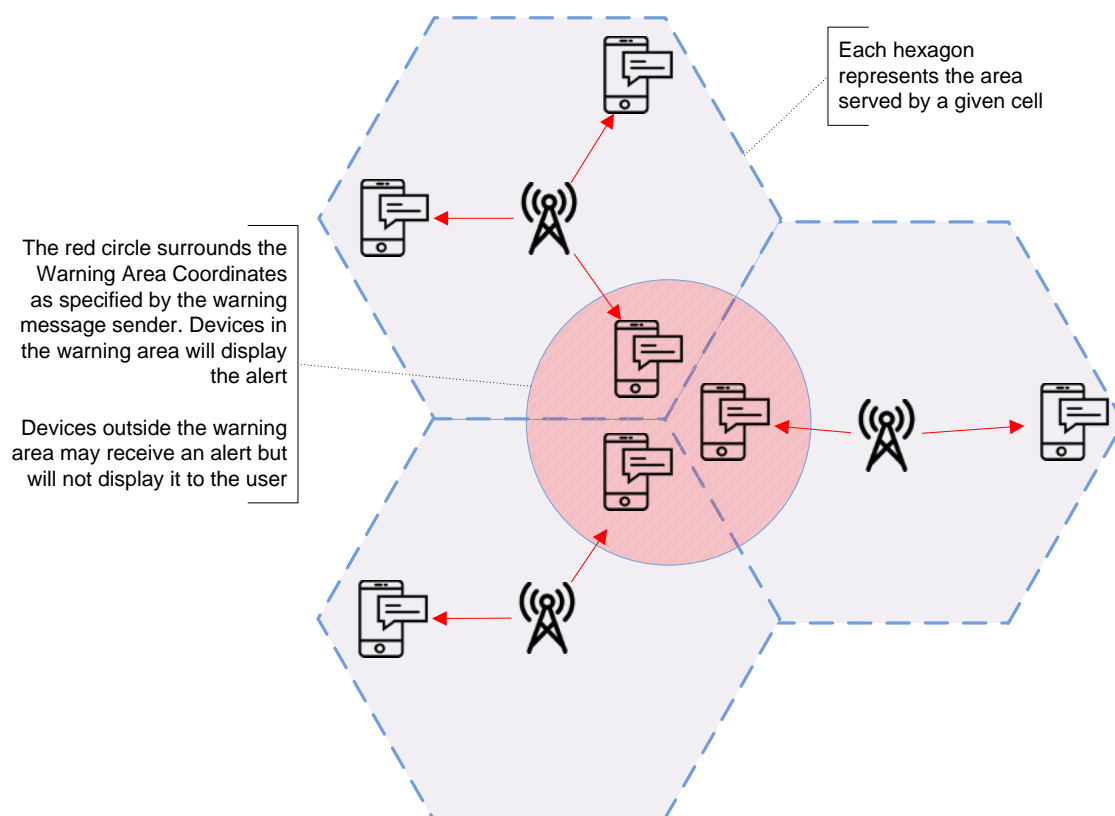 Each hexagon
represents the area
served by a given cell
The red circle surrounds the
Warning Area Coordinates
as specified by the warning
message sender. Devices in
the warning area will display
the alert
Devices outside the warning
area may receive an alert but
will not display it to the user